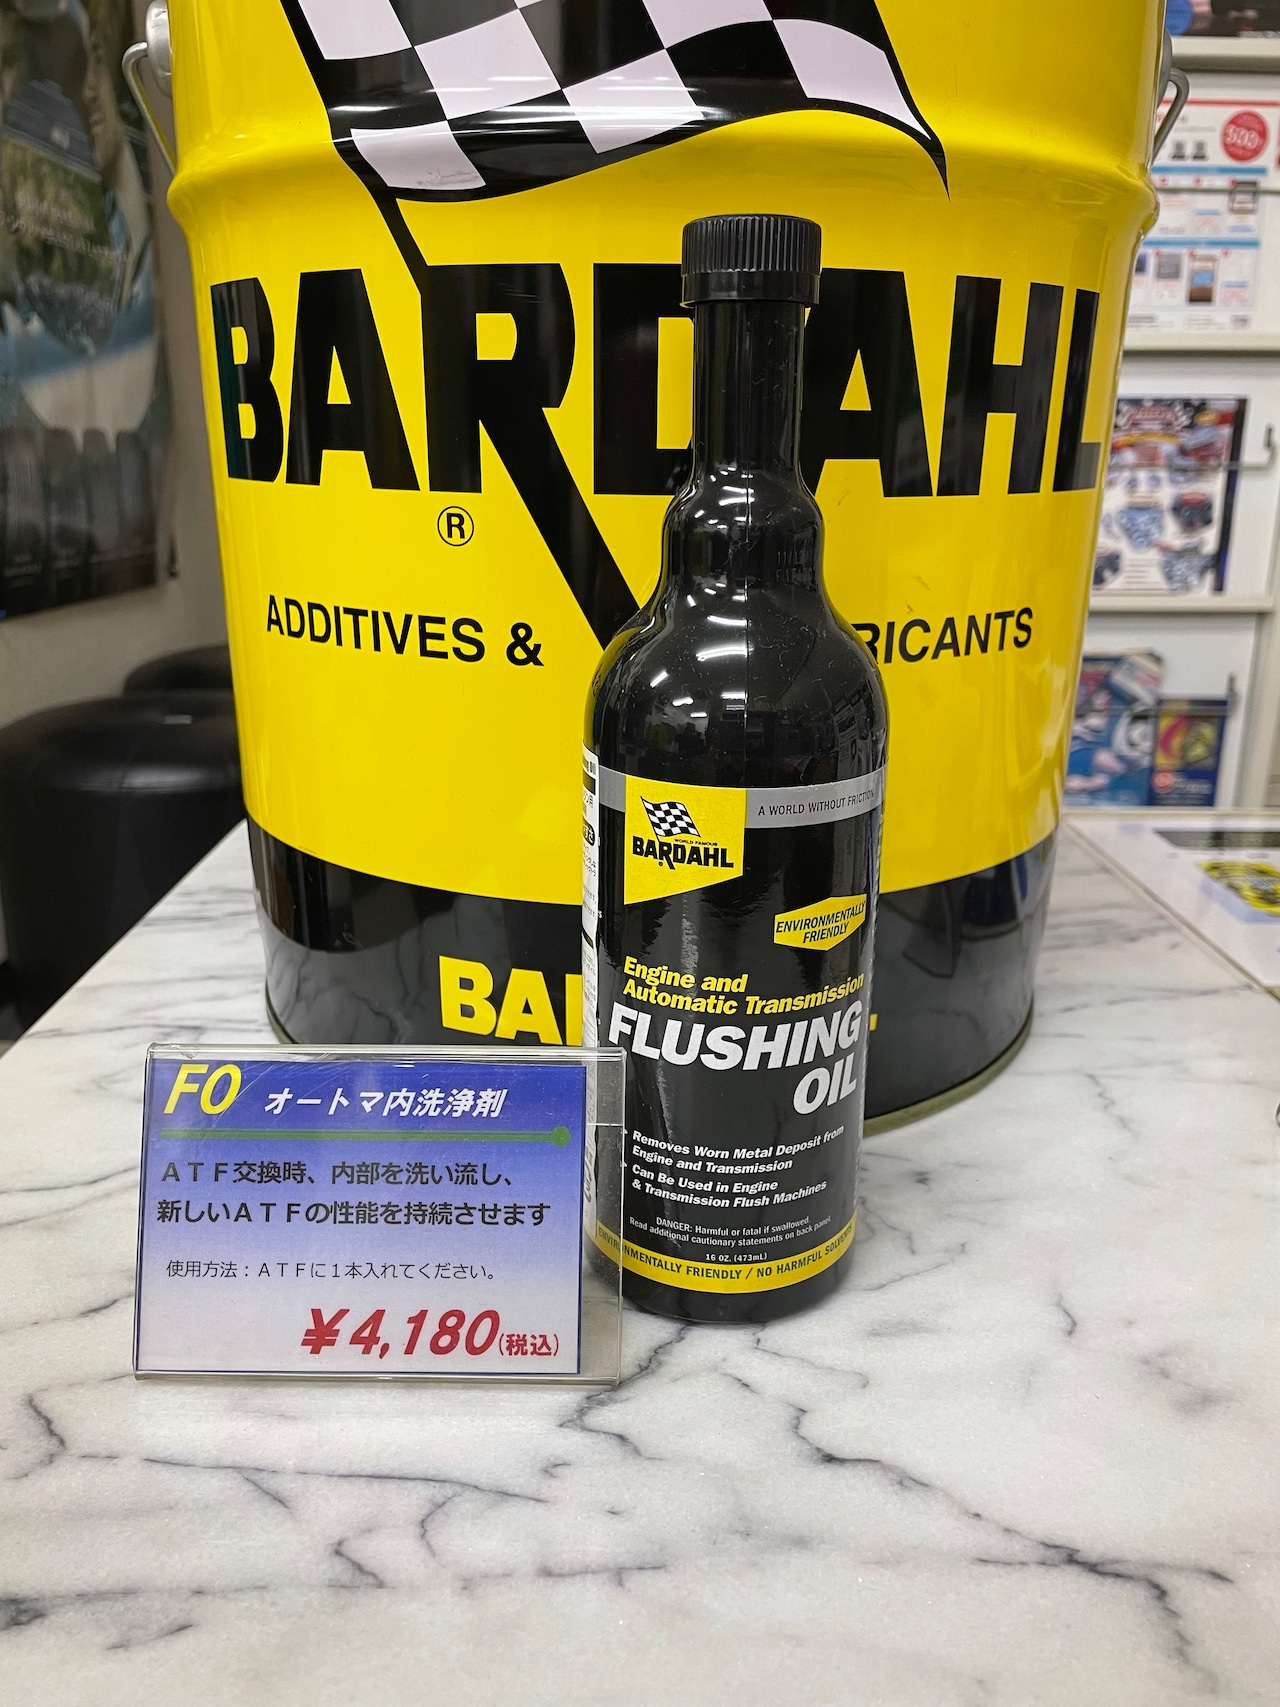 BARDAHL
®
ADDITIVES &
RICANTS
BA
A WORLD WITHOUT FRICTION
WORLD FAMOUS
BARDAHL
ENVIRONMENTALLY
FRIENDLY
Engine and
Automatic Transmission
FLUSHING
OIL
Removes Worn Metal Deposit from
Engine and Transmission
Can Be Used in Engine
& Transmission Flush Machines
DANGER: Harmful or fatal if swallowed.
Read additional cautionary statements on back panel.
16 OZ. (473mL)
ENVIRONMENTALLY FRIENDLY / NO HARMFUL
FO オートマ内洗浄剤
ATF交換時、内部を洗い流し、
新しいATFの性能を持続させます
使用方法：ATFに1本入れてください。
¥4,180(税込)